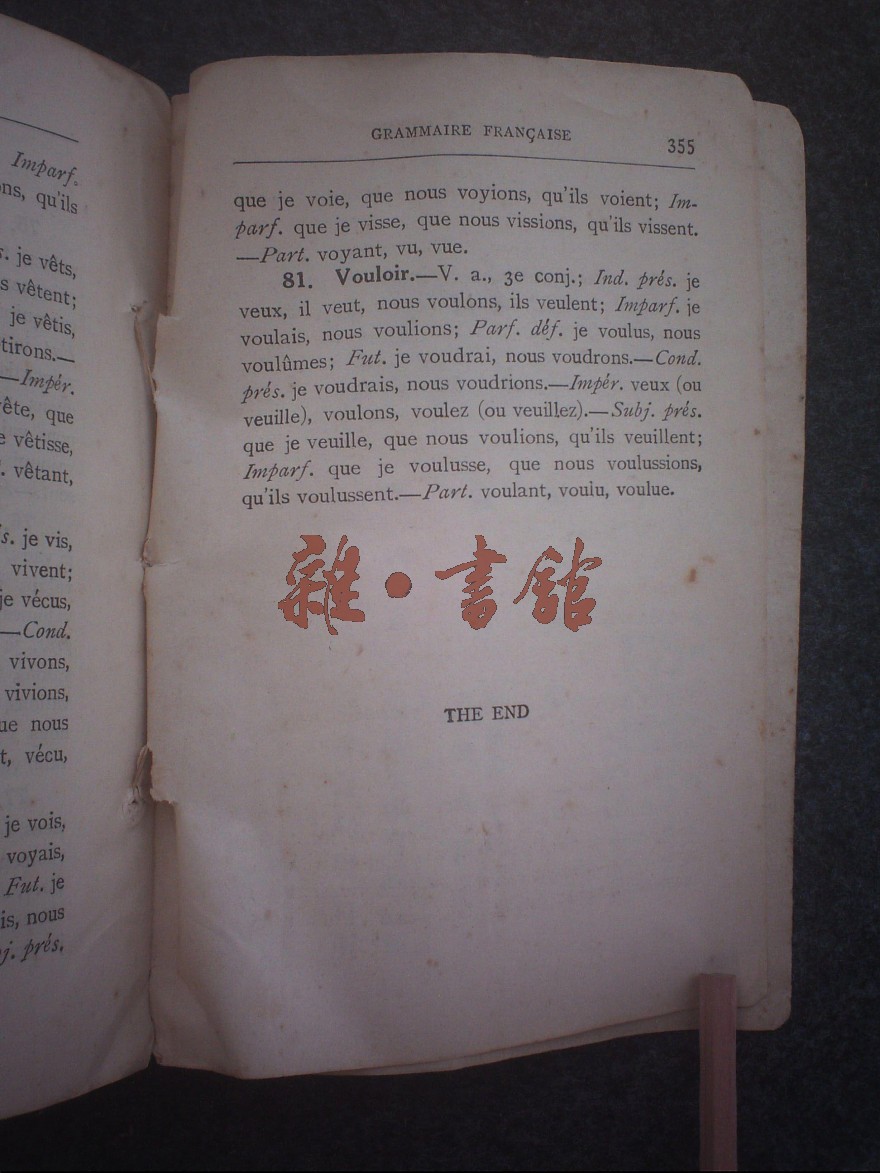 Imparf.
ns, qu'ils
. je vêts,
s vêtent;
je vêtis,
tirons.—
—Impér.
ête, que
e vêtisse,
. vêtant,
s. je vis,
vivent;
je vécus,
—Cond.
vivons,
vivions,
ue nous
t, vécu,
je vois,
voyais,
Fut. je
is, nous
j. prés.
GRAMMAIRE FRANÇAISE 355
que je voie, que nous voyions, qu'ils voient; Im-
parf. que je visse, que nous vissions, qu'ils vissent.
—Part. voyant, vu, vue.
81. Vouloir.—V. a., 3e conj.; Ind. prés. je
veux, il veut, nous voulons, ils veulent; Imparf. je
voulais, nous voulions; Parf. déf. je voulus, nous
voulûmes; Fut. je voudrai, nous voudrons.—Cond.
prés. je voudrais, nous voudrions.—Impér. veux (ou
veuille), voulons, voulez (ou veuillez).—Subj. prés.
que je veuille, que nous voulions, qu'ils veuillent;
Imparf. que je voulusse, que nous voulussions,
qu'ils voulussent.—Part. voulant, voulu, voulue.
雜·書館
THE END